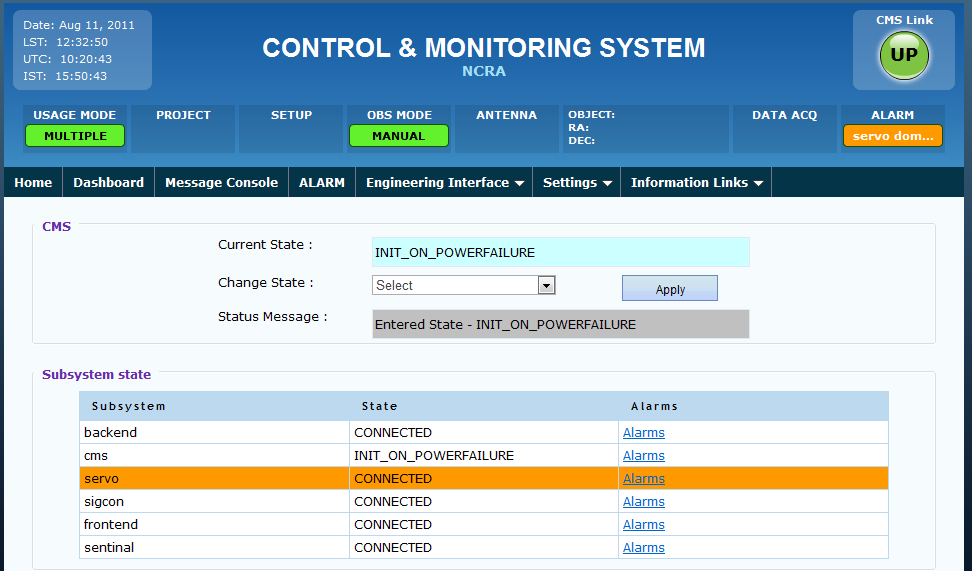 Date: Aug 11, 2011
LST: 12:32:50
UTC: 10:20:43
IST: 15:50:43
CONTROL & MONITORING SYSTEM
NCRA
CMS Link
UP
USAGE MODE
MULTIPLE
PROJECT
SETUP
OBS MODE
MANUAL
ANTENNA
OBJECT:
RA:
DEC:
DATA ACQ
ALARM
servo dom...
Home Dashboard Message Console ALARM Engineering Interface Settings Information Links
CMS
Current State : INIT_ON_POWERFAILURE
Change State : Select Apply
Status Message : Entered State - INIT_ON_POWERFAILURE
Subsystem state
Subsystem State Alarms
backend CONNECTED Alarms
cms INIT_ON_POWERFAILURE Alarms
servo CONNECTED Alarms
sigcon CONNECTED Alarms
frontend CONNECTED Alarms
sentinal CONNECTED Alarms